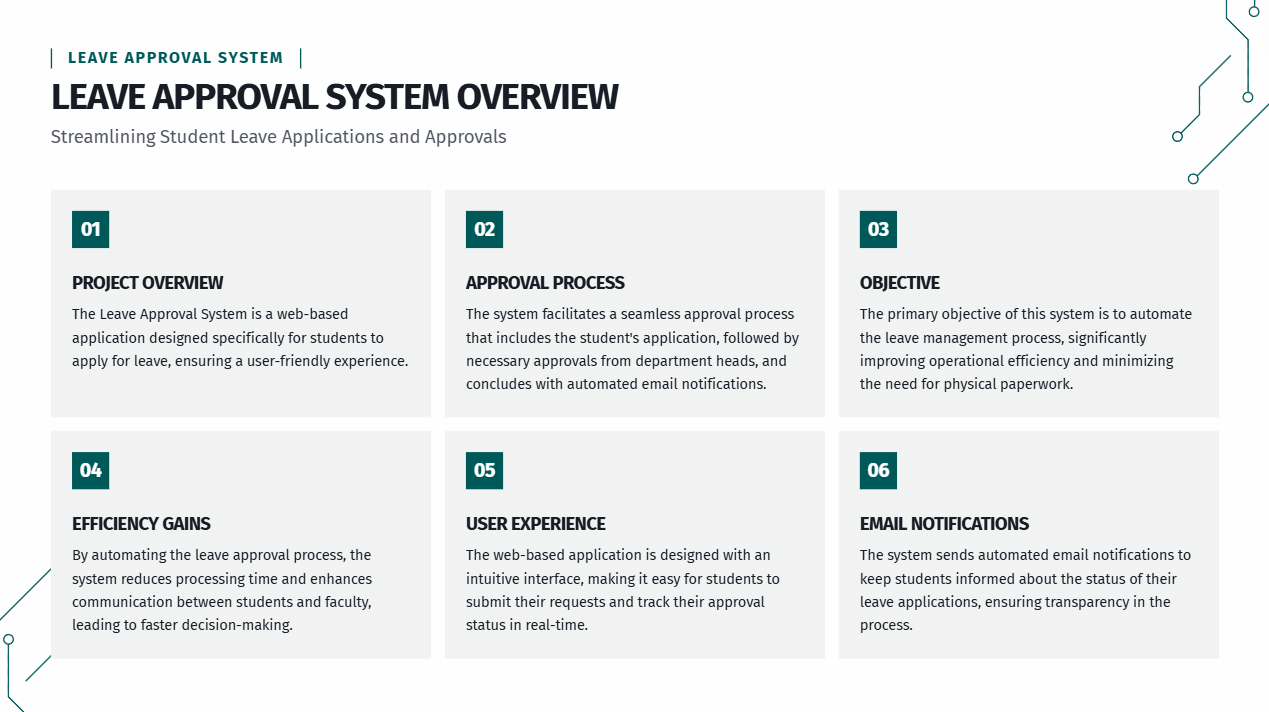 LEAVE APPROVAL SYSTEM
LEAVE APPROVAL SYSTEM OVERVIEW
Streamlining Student Leave Applications and Approvals
01
PROJECT OVERVIEW
The Leave Approval System is a web-based
application designed specifically for students to
apply for leave, ensuring a user-friendly experience.
02
APPROVAL PROCESS
The system facilitates a seamless approval process
that includes the student's application, followed by
necessary approvals from department heads, and
concludes with automated email notifications.
03
OBJECTIVE
The primary objective of this system is to automate
the leave management process, significantly
improving operational efficiency and minimizing
the need for physical paperwork.
04
EFFICIENCY GAINS
By automating the leave approval process, the
system reduces processing time and enhances
communication between students and faculty,
leading to faster decision-making.
05
USER EXPERIENCE
The web-based application is designed with an
intuitive interface, making it easy for students to
submit their requests and track their approval
status in real-time.
06
EMAIL NOTIFICATIONS
The system sends automated email notifications to
keep students informed about the status of their
leave applications, ensuring transparency in the
process.